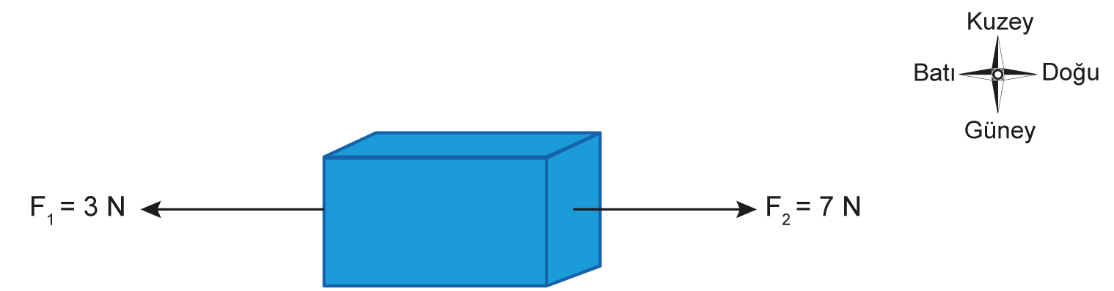 Kuzey
Batı Doğu
Güney
F₁ = 3 N F₂ = 7 N